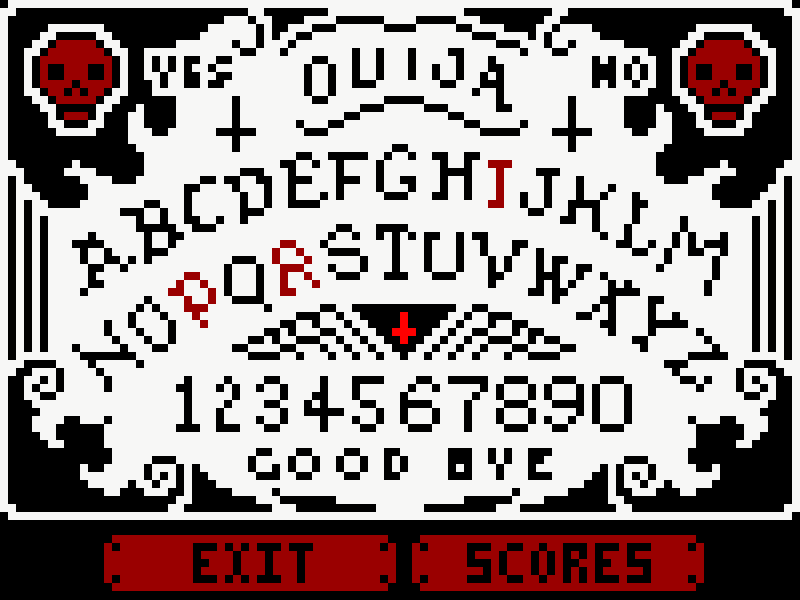 YES OUIJA NO
ABCDEFGHIJKLM
NOPQRSTUVWXYZ
1234567890
GOOD BYE
EXIT SCORES